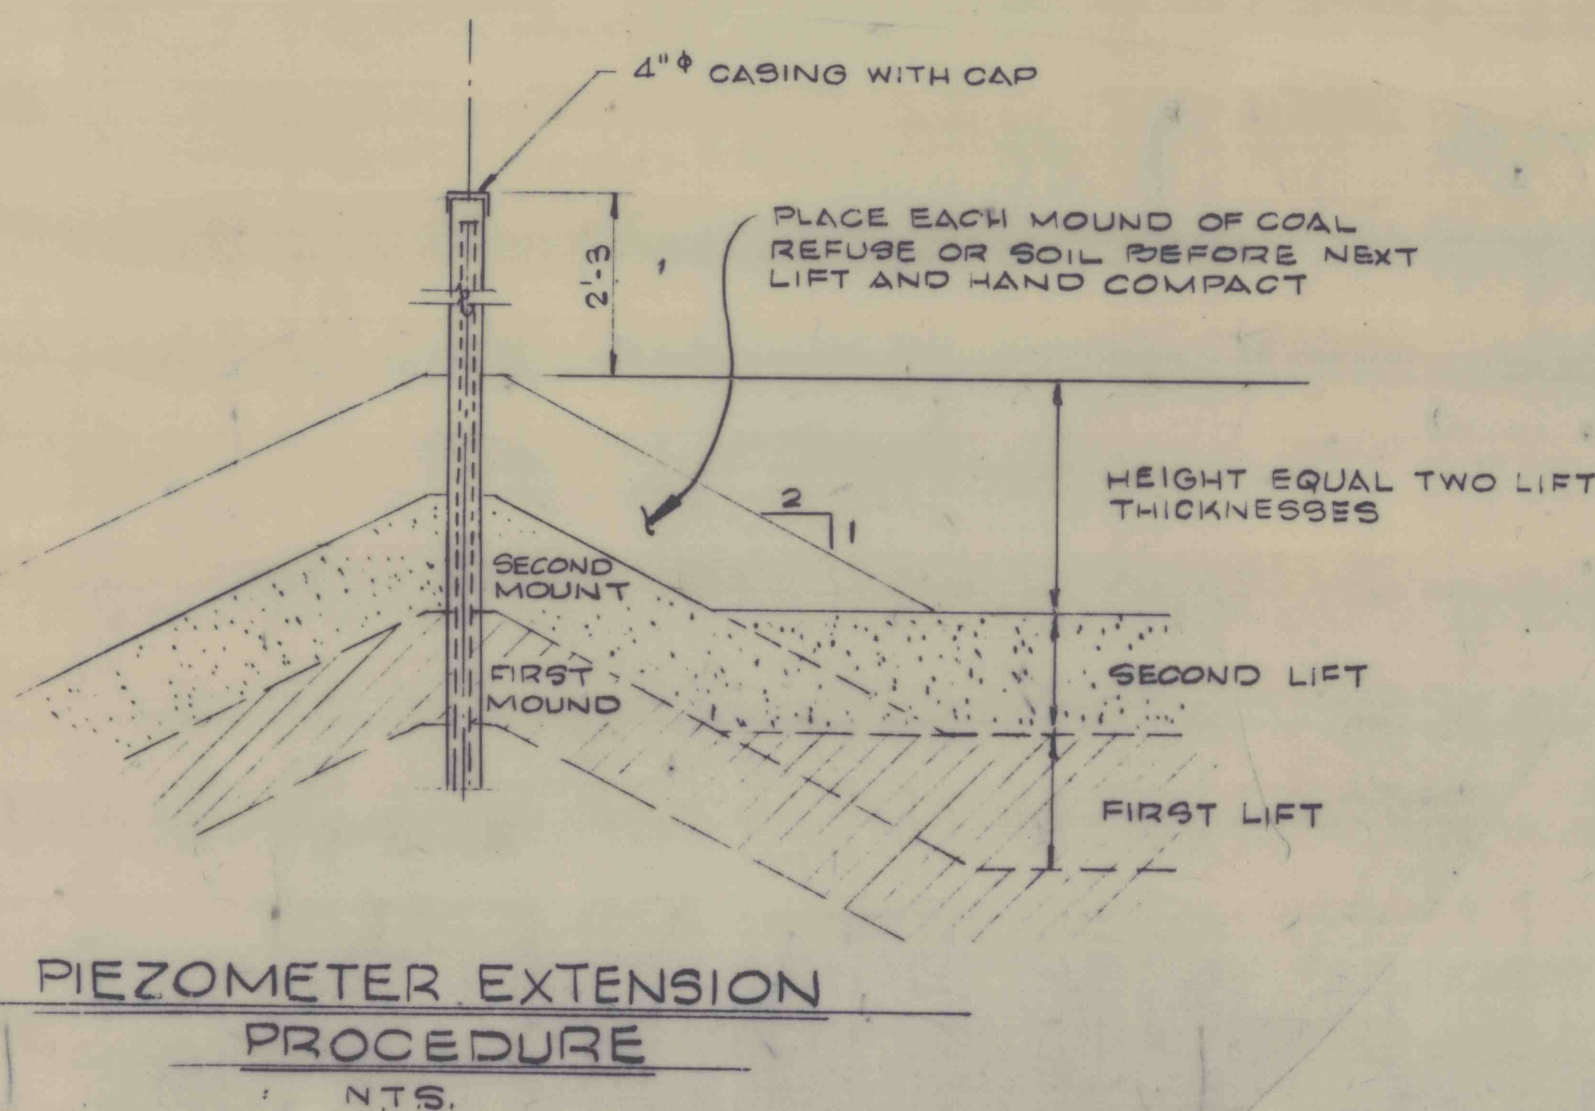 4"ϕ CASING WITH CAP
PLACE EACH MOUND OF COAL
REFUSE OR SOIL BEFORE NEXT
LIFT AND HAND COMPACT
2'-3
HEIGHT EQUAL TWO LIFT
THICKNESSES
2
1
SECOND
MOUNT
FIRST
MOUND
SECOND LIFT
FIRST LIFT
PIEZOMETER EXTENSION
PROCEDURE
N.T.S.